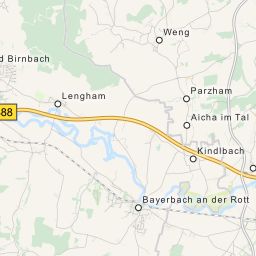 Weng
d Birnbach
Lengham
Parzham
88
Aicha im Tal
Kindlbach
Bayerbach an der Rott